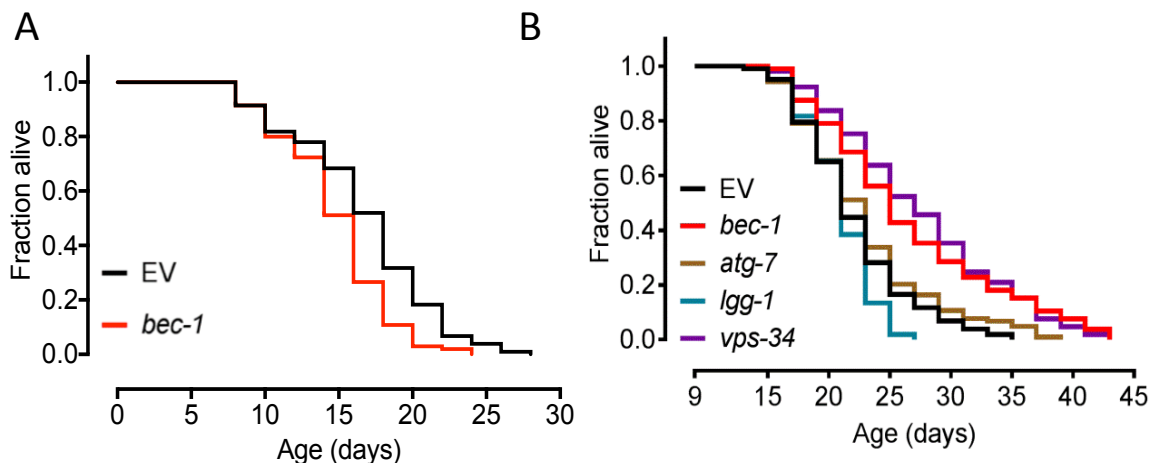 A
Fraction alive
1.0
0.8
0.6
0.4
0.2
0.0
EV
bec-1
0 5 10 15 20 25 30
Age (days)
B
Fraction alive
1.0
0.8
0.6
0.4
0.2
0.0
EV
bec-1
atg-7
lgg-1
vps-34
9 15 20 25 30 35 40 45
Age (days)